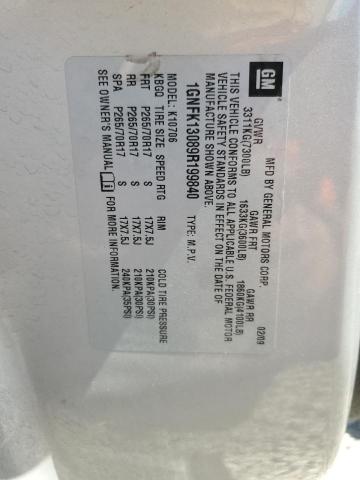 GM
MFD BY GENERAL MOTORS CORP. 02/09
GVWR GAWR FRT GAWR RR
3311KG(7300LB) 1633KG(3600LB) 1860KG(4100LB)
THIS VEHICLE CONFORMS TO ALL APPLICABLE U.S. FEDERAL MOTOR
VEHICLE SAFETY STANDARDS IN EFFECT ON THE DATE OF
MANUFACTURE SHOWN ABOVE.
1GNFK13089R199840 TYPE: M.P.V.
MODEL: K10706
KBGQ TIRE SIZE SPEED RTG RIM COLD TIRE PRESSURE
FRT P265/70R17 S 17X7.5J 210KPA(30PSI)
RR P265/70R17 S 17X7.5J 210KPA(30PSI)
SPA P265/70R17 S 17X7.5J 240KPA(35PSI)
SEE OWNER'S MANUAL FOR MORE INFORMATION.